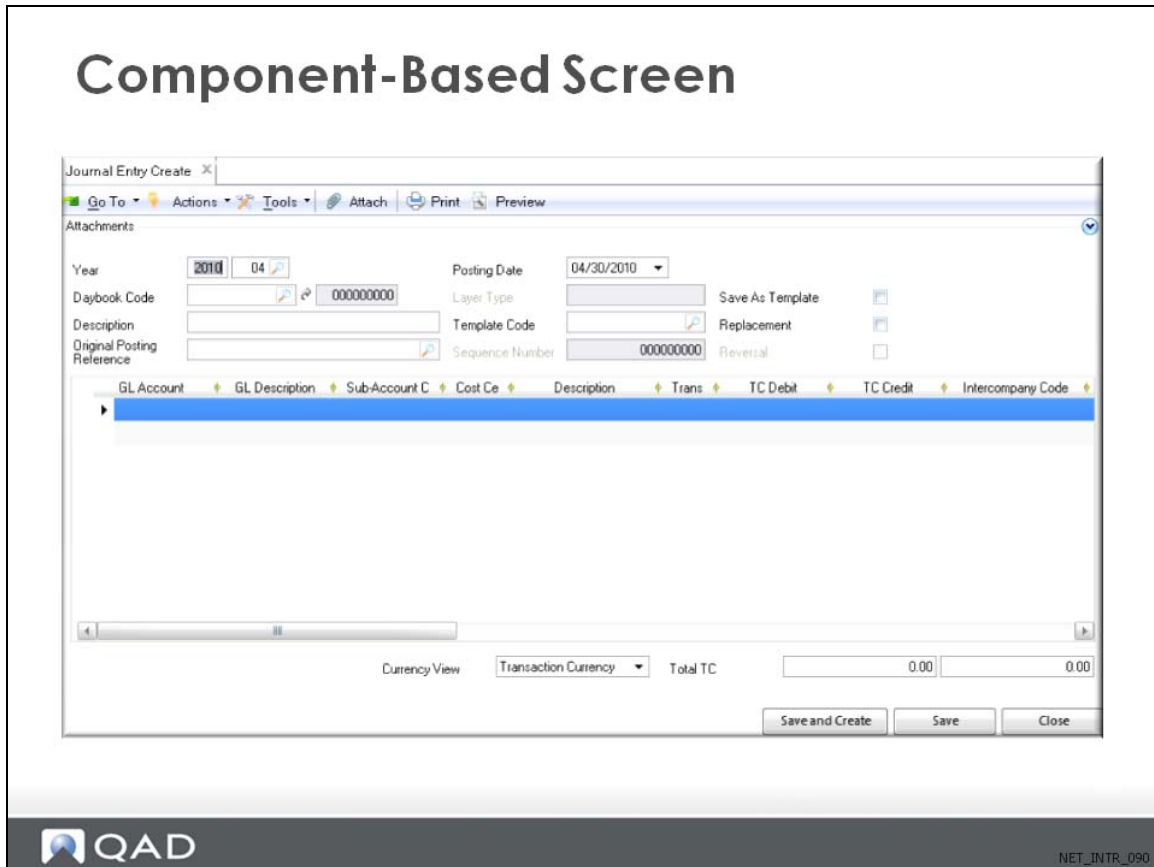 Component-Based Screen
Journal Entry Create
Go To Actions Tools Attach Print Preview
Attachments
Year 2010 04 Posting Date 04/30/2010
Daybook Code 000000000 Layer Type Save As Template
Description Template Code Replacement
Original Posting
Reference Sequence Number 000000000 Reversal
GL Account GL Description Sub-Account C Cost Ce Description Trans TC Debit TC Credit Intercompany Code
Currency View Transaction Currency Total TC 0.00 0.00
Save and Create Save Close
QAD
NET_INTR_090